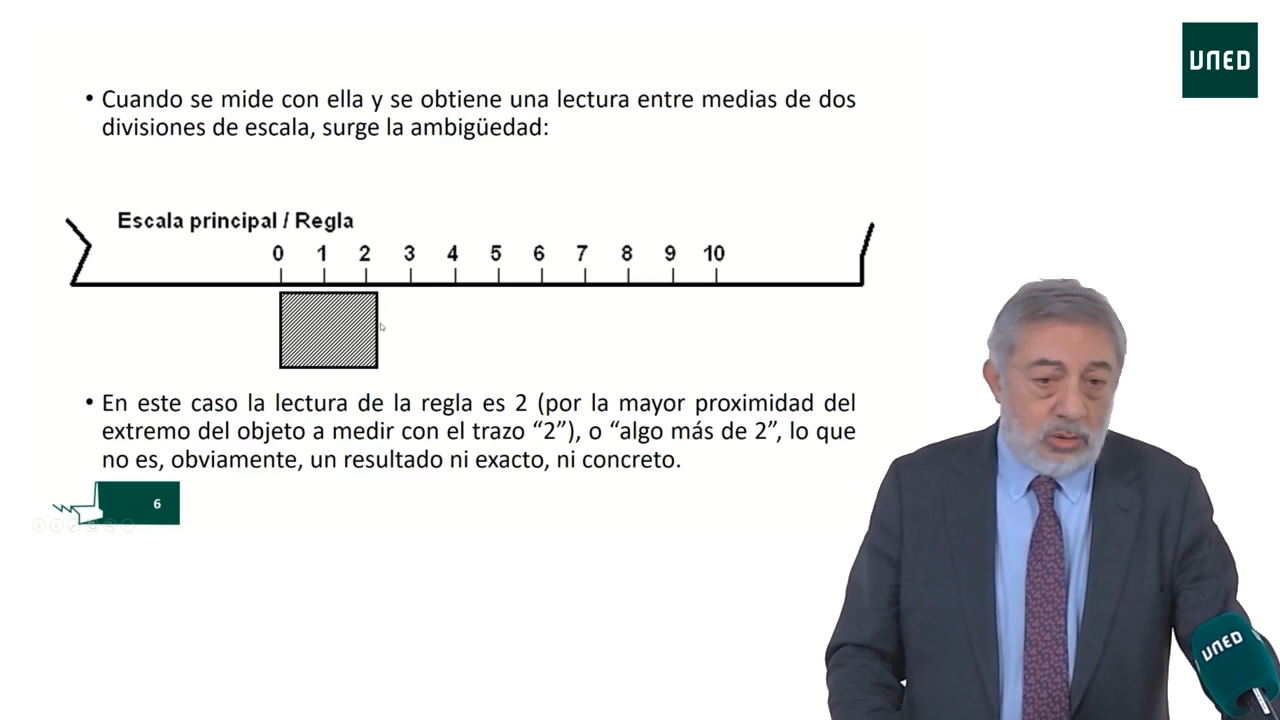 UNED
• Cuando se mide con ella y se obtiene una lectura entre medias de dos
divisiones de escala, surge la ambigüedad:
Escala principal / Regla
0 1 2 3 4 5 6 7 8 9 10
• En este caso la lectura de la regla es 2 (por la mayor proximidad del
extremo del objeto a medir con el trazo “2”), o “algo más de 2”, lo que
no es, obviamente, un resultado ni exacto, ni concreto.
6
UNED